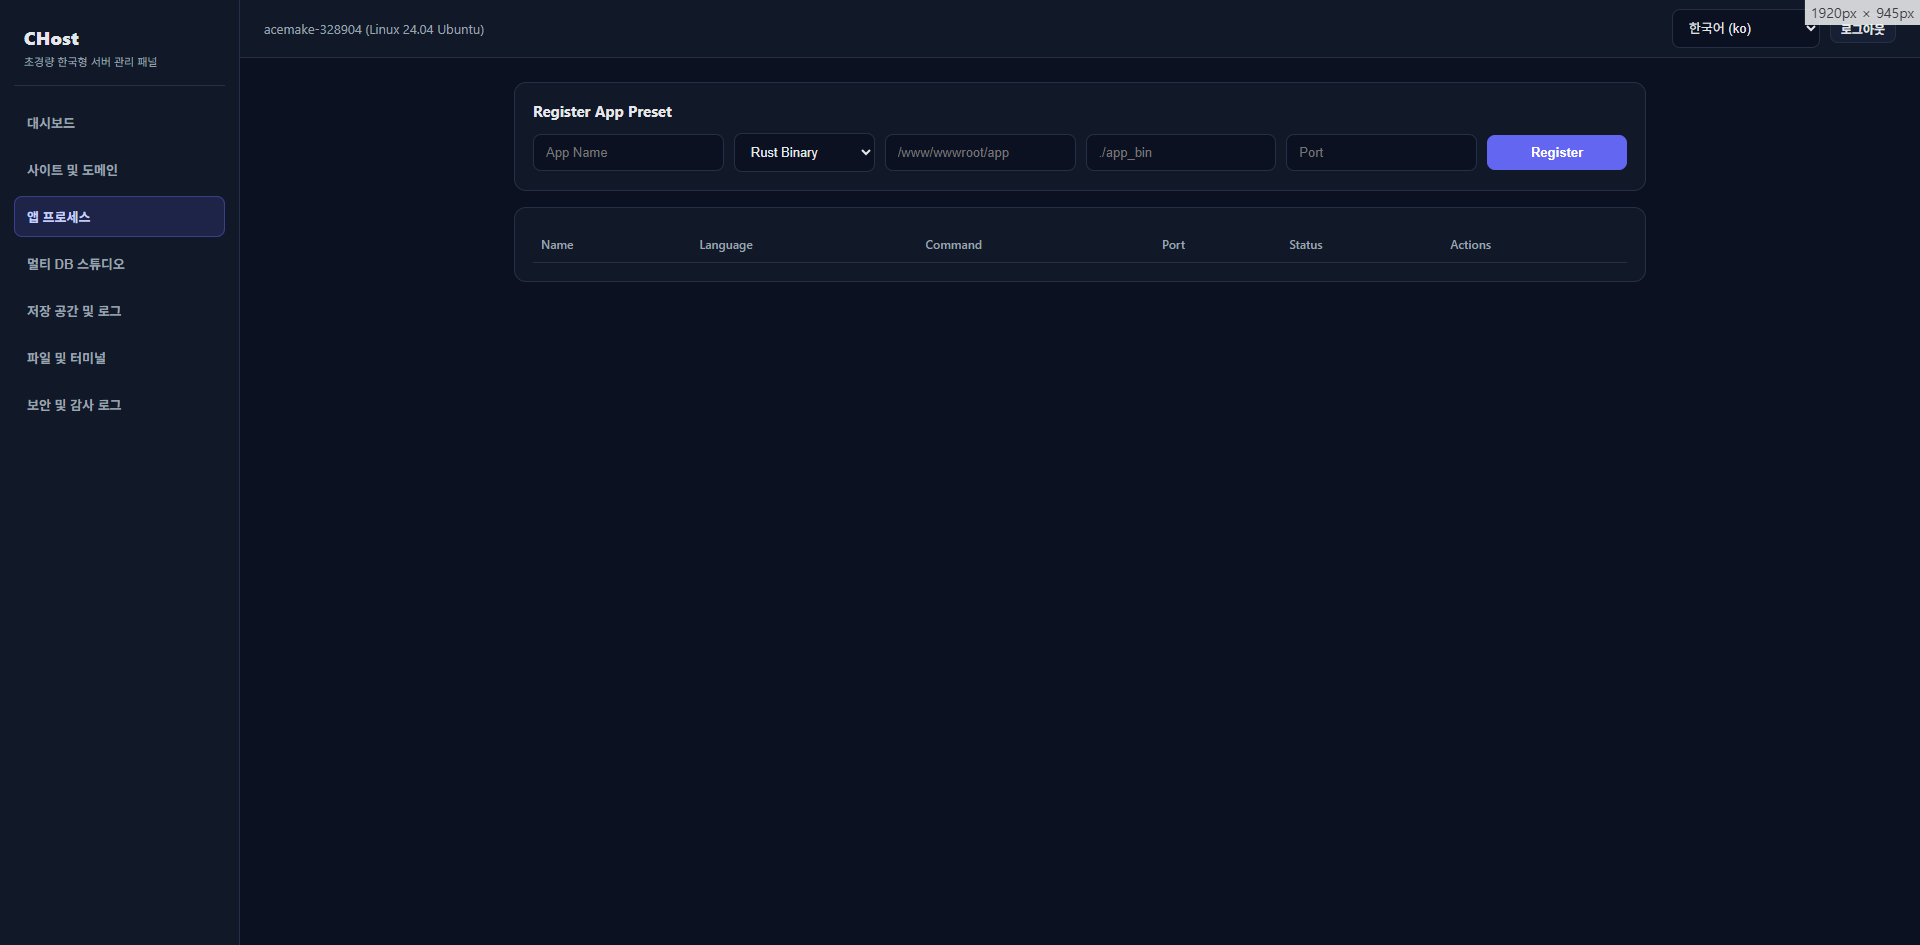 CHost
초경량 한국형 서버 관리 패널
대시보드
사이트 및 도메인
앱 프로세스
멀티 DB 스튜디오
저장 공간 및 로그
파일 및 터미널
보안 및 감사 로그
acemake-328904 (Linux 24.04 Ubuntu)
한국어 (ko)
로그아웃
1920px × 945px
Register App Preset
App Name
Rust Binary
/www/wwwroot/app
./app_bin
Port
Register
Name Language Command Port Status Actions